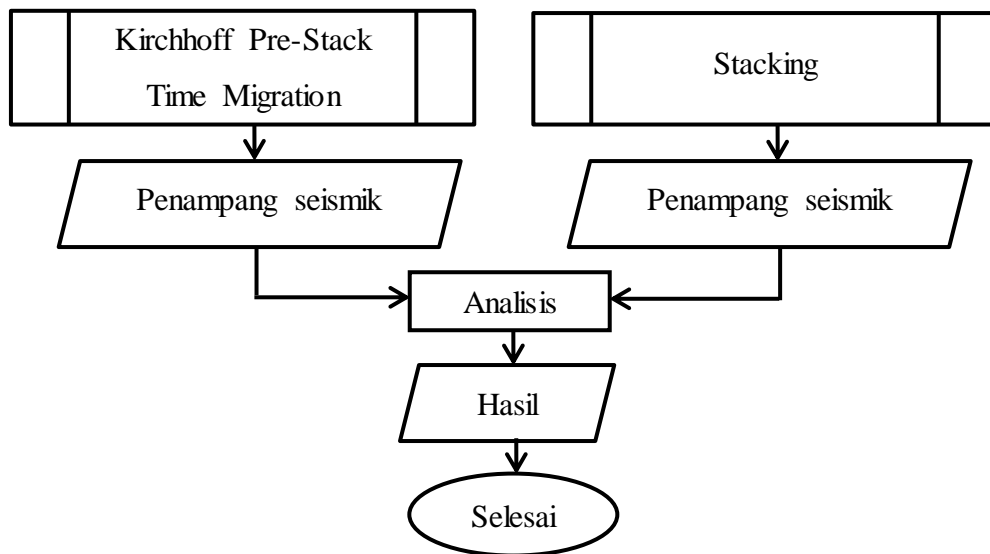 Kirchhoff Pre-Stack
Time Migration
Stacking
Penampang seismik
Penampang seismik
Analisis
Hasil
Selesai